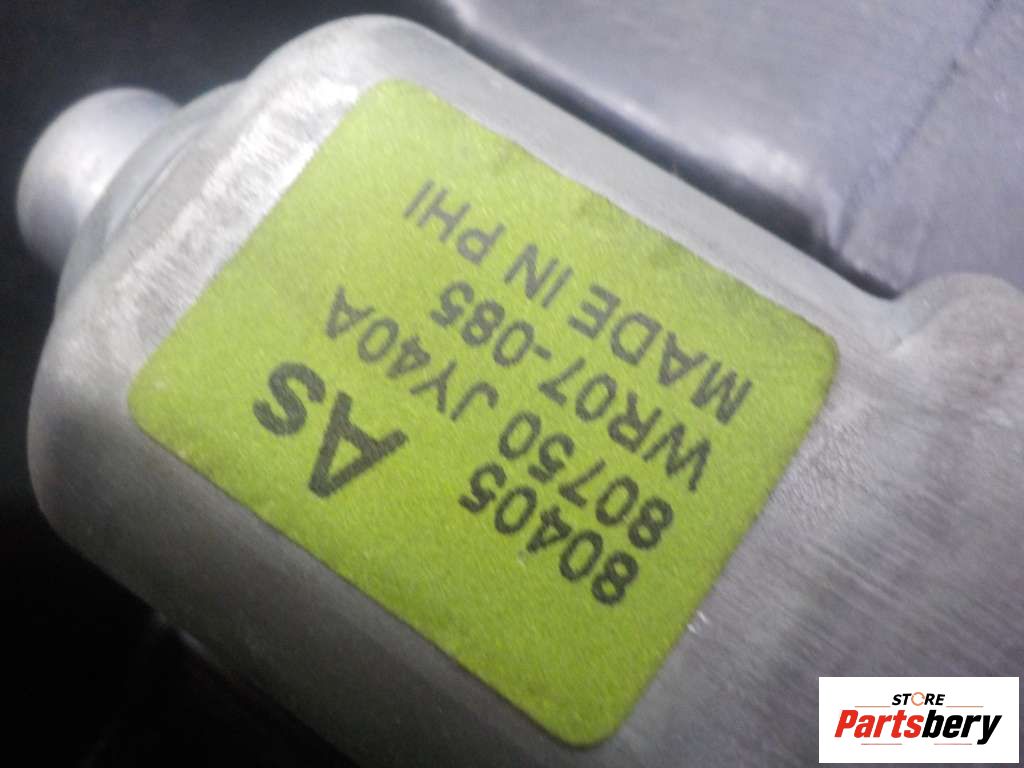 80405
80750 JY40A
WR07-085
MADE IN PHI
AS
STORE
Partsbery